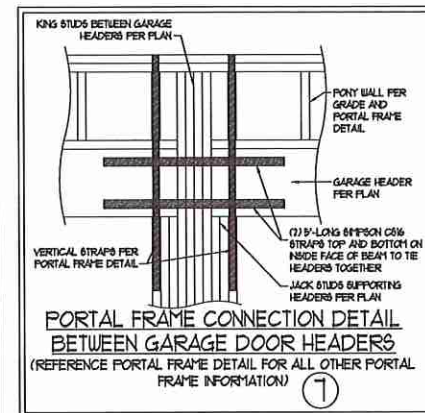 KING STUDS BETWEEN GARAGE
HEADERS PER PLAN
PONY WALL PER
GRADE AND
PORTAL FRAME
DETAIL
GARAGE HEADER
PER PLAN
(2) 5'-LONG SIMPSON CS16
STRAPS TOP AND BOTTOM ON
INSIDE FACE OF BEAM TO TIE
HEADERS TOGETHER
VERTICAL STRAPS PER
PORTAL FRAME DETAIL
JACK STUDS SUPPORTING
HEADERS PER PLAN
PORTAL FRAME CONNECTION DETAIL
BETWEEN GARAGE DOOR HEADERS
(REFERENCE PORTAL FRAME DETAIL FOR ALL OTHER PORTAL
FRAME INFORMATION)
7